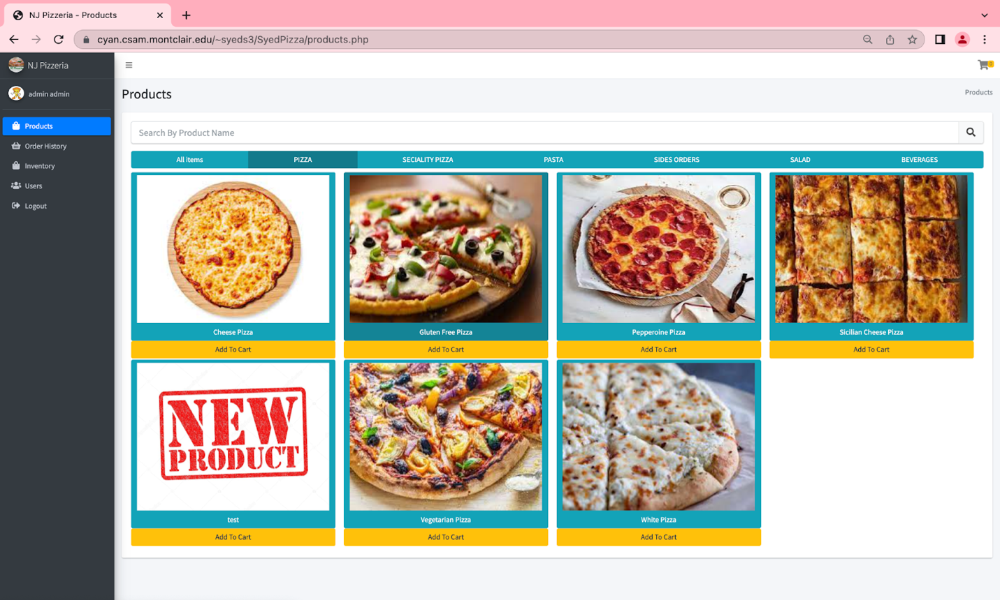 NJ Pizzeria - Products
cyan.csam.montclair.edu/~syeds3/SyedPizza/products.php
NJ Pizzeria
admin admin
Products
Order History
Inventory
Users
Logout
Products
Products
Search By Product Name
All items PIZZA SECIALITY PIZZA PASTA SIDES ORDERS SALAD BEVERAGES
Cheese Pizza
Add To Cart
Gluten Free Pizza
Add To Cart
Pepperoine Pizza
Add To Cart
Sicilian Cheese Pizza
Add To Cart
NEW
PRODUCT
test
Add To Cart
Vegetarian Pizza
Add To Cart
White Pizza
Add To Cart